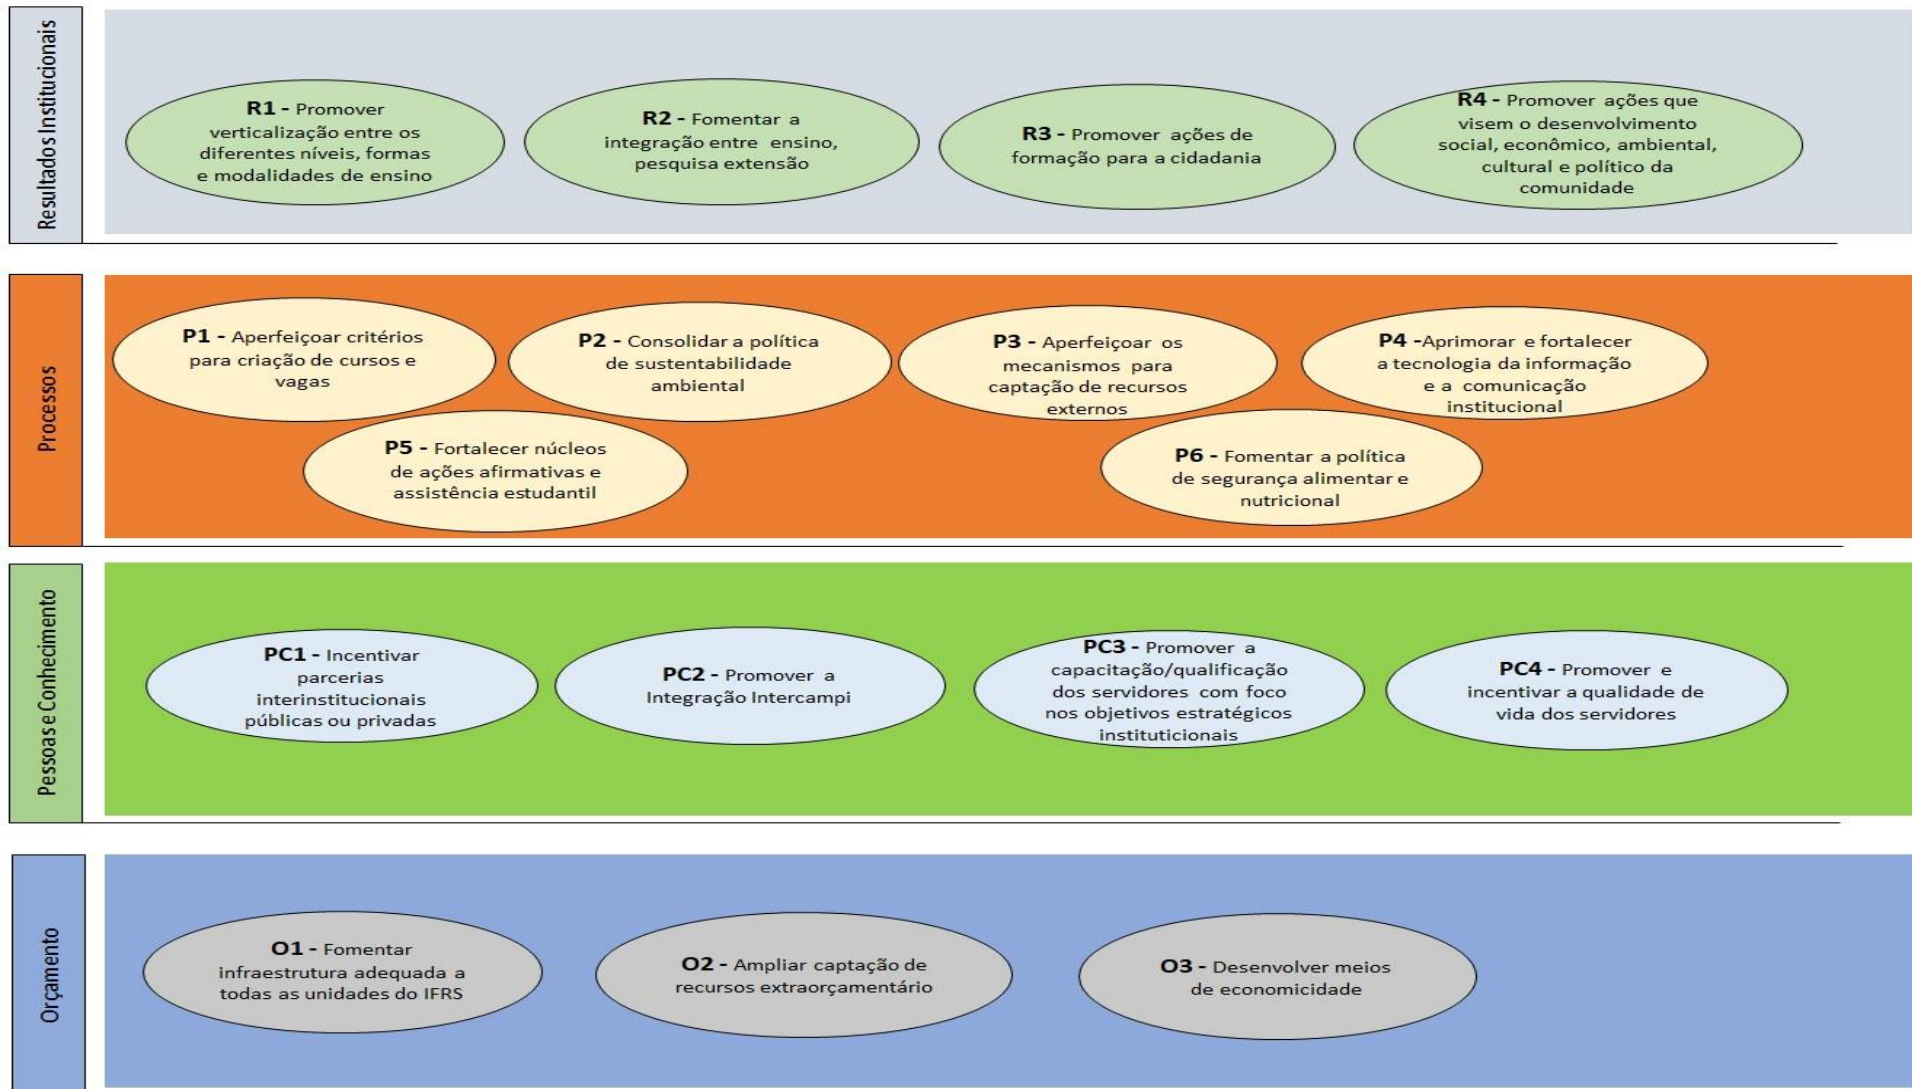 Resultados Institucionais
R1 - Promover
verticalização entre os
diferentes níveis, formas
e modalidades de ensino
R2 - Fomentar a
integração entre ensino,
pesquisa extensão
R3 - Promover ações de
formação para a cidadania
R4 - Promover ações que
visem o desenvolvimento
social, econômico, ambiental,
cultural e político da
comunidade
Processos
P1 - Aperfeiçoar critérios
para criação de cursos e
vagas
P2 - Consolidar a política
de sustentabilidade
ambiental
P3 - Aperfeiçoar os
mecanismos para
captação de recursos
externos
P4 -Aprimorar e fortalecer
a tecnologia da informação
e a comunicação
institucional
P5 - Fortalecer núcleos
de ações afirmativas e
assistência estudantil
P6 - Fomentar a política
de segurança alimentar e
nutricional
Pessoas e Conhecimento
PC1 - Incentivar
parcerias
interinstitucionais
públicas ou privadas
PC2 - Promover a
Integração Intercampi
PC3 - Promover a
capacitação/qualificação
dos servidores com foco
nos objetivos estratégicos
instituticionais
PC4 - Promover e
incentivar a qualidade de
vida dos servidores
Orçamento
O1 - Fomentar
infraestrutura adequada a
todas as unidades do IFRS
O2 - Ampliar captação de
recursos extraorçamentário
O3 - Desenvolver meios
de economicidade